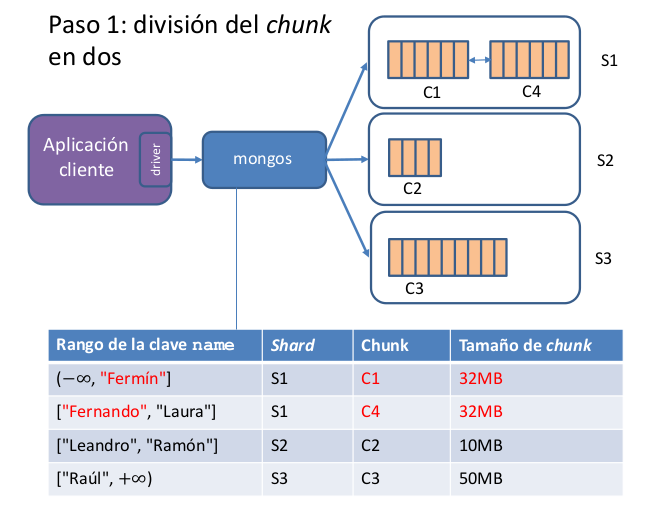 Paso 1: división del chunk
en dos
S1
C1
C4
Aplicación
cliente
driver
mongos
S2
C2
S3
C3
Rango de la clave name Shard Chunk Tamaño de chunk
(−∞, "Fermín"] S1 C1 32MB
["Fernando", "Laura"] S1 C4 32MB
["Leandro", "Ramón"] S2 C2 10MB
["Raúl", +∞) S3 C3 50MB